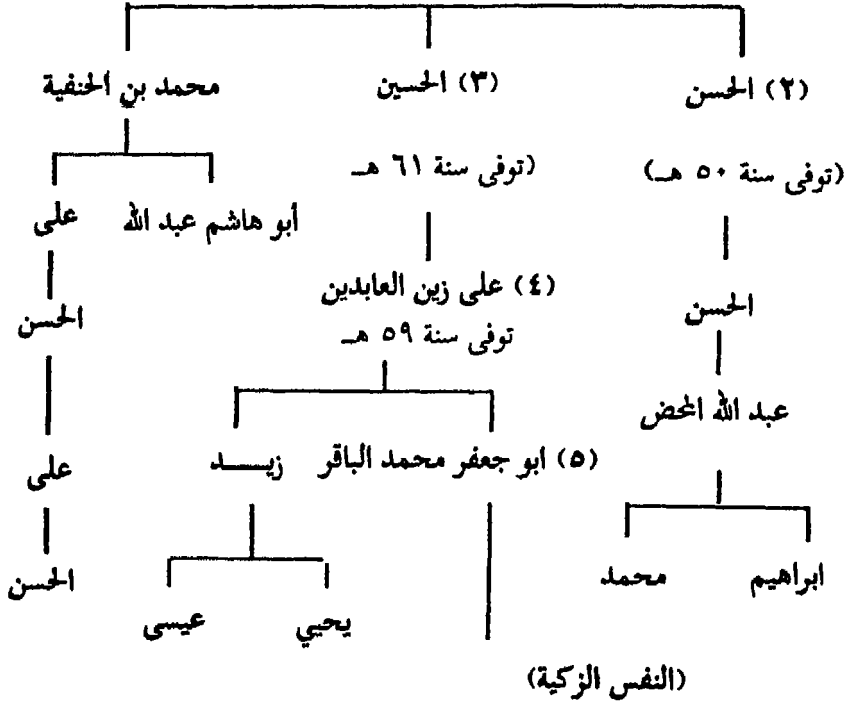 (٢) الحسن
(٣) الحسين
محمد بن الحنفية
(توفى سنة ٥٠ هـ)
(توفى سنة ٦١ هـ
أبو هاشم عبد الله
على
(٤) على زين العابدين
توفى سنة ٥٩ هـ
الحسن
الحسن
عبد الله المحض
(٥) ابو جعفر محمد الباقر
زيــد
على
ابراهيم
محمد
الحسن
يحيي
عيسى
(النفس الزكية)